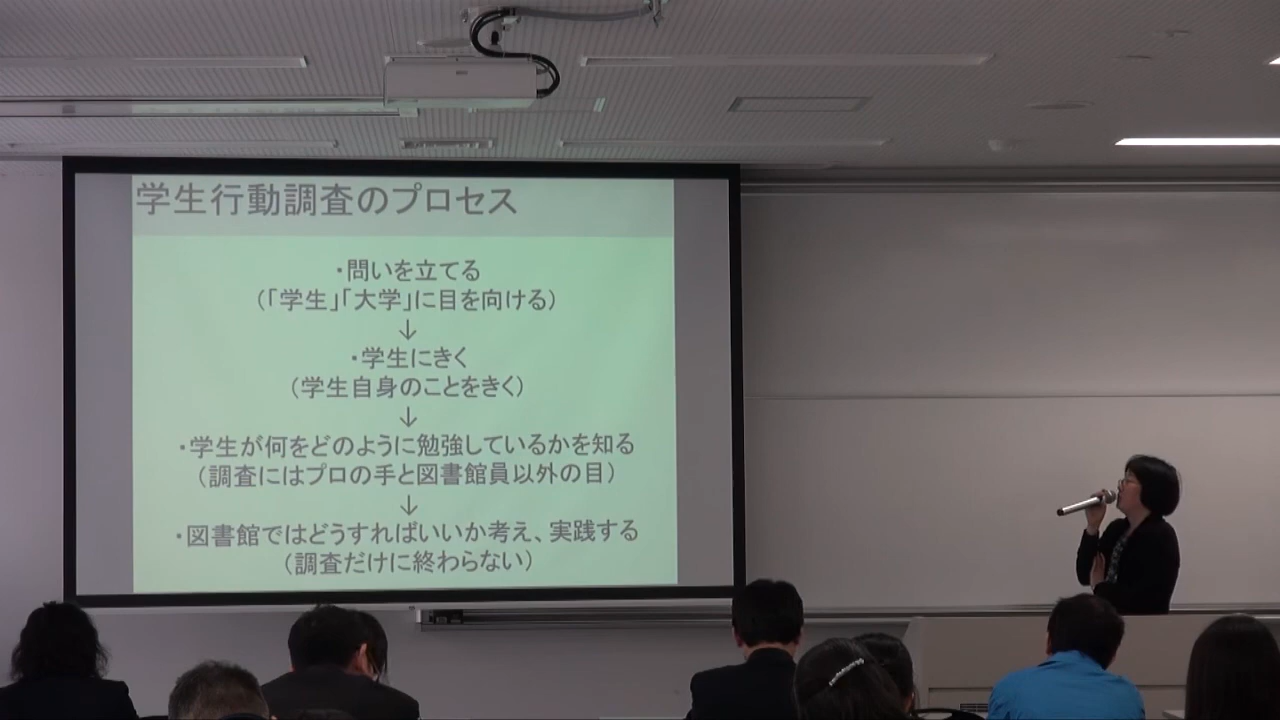 学生行動調査のプロセス
・問いを立てる
(「学生」「大学」に目を向ける)
↓
・学生にきく
(学生自身のことをきく)
↓
・学生が何をどのように勉強しているかを知る
(調査にはプロの手と図書館員以外の目)
↓
・図書館ではどうすればいいか考え、実践する
(調査だけに終わらない)